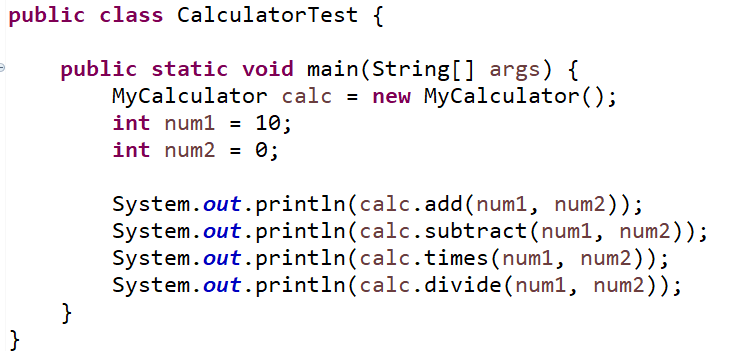 public class CalculatorTest {
public static void main(String[] args) {
MyCalculator calc = new MyCalculator();
int num1 = 10;
int num2 = 0;
System.out.println(calc.add(num1, num2));
System.out.println(calc.subtract(num1, num2));
System.out.println(calc.times(num1, num2));
System.out.println(calc.divide(num1, num2));
}
}